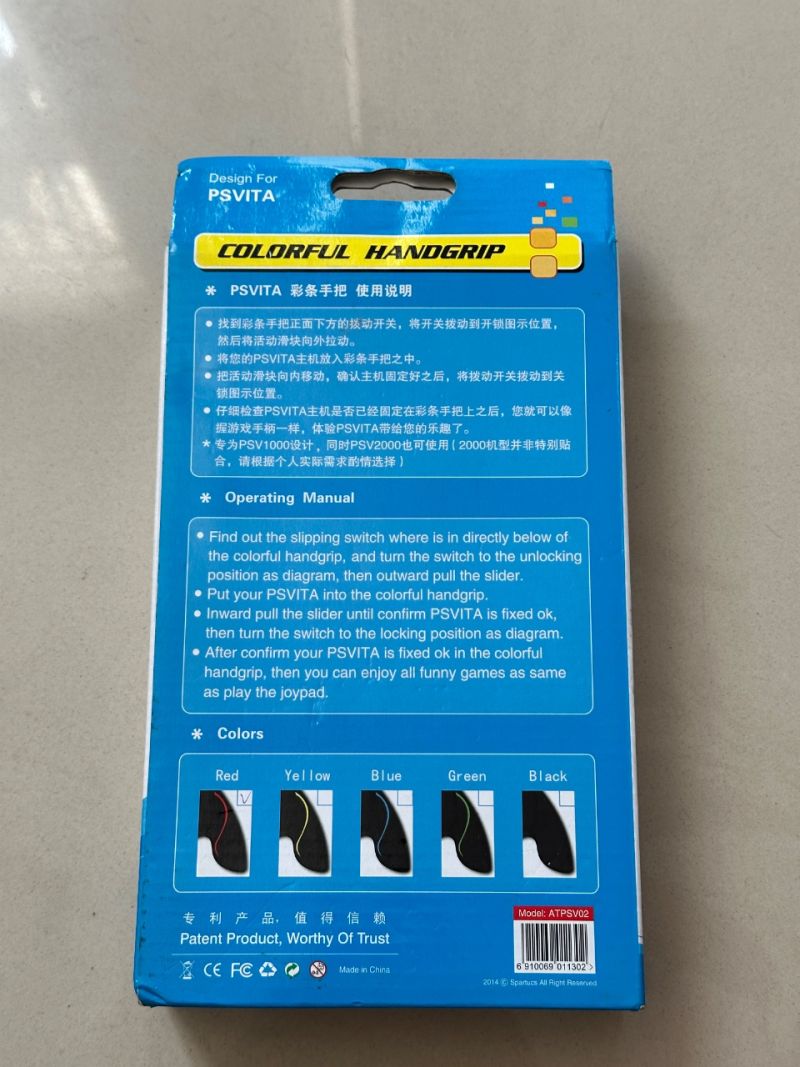 Design For
PSVITA
COLORFUL HANDGRIP
* PSVITA 彩条手把 使用说明
● 找到彩条手把正面下方的拨动开关，将开关拨动到开锁图示位置，
然后将活动滑块向外拉动。
● 将您的PSVITA主机放入彩条手把之中。
● 把活动滑块向内移动，确认主机固定好之后，将拨动开关拨动到关
锁图示位置。
● 仔细检查PSVITA主机是否已经固定在彩条手把上之后，您就可以像
握游戏手柄一样，体验PSVITA带给您的乐趣了。
* 专为PSV1000设计，同时PSV2000也可使用（2000机型并非特别贴
合，请根据个人实际需求酌情选择）
* Operating Manual
● Find out the slipping switch where is in directly below of
the colorful handgrip, and turn the switch to the unlocking
position as diagram, then outward pull the slider.
● Put your PSVITA into the colorful handgrip.
● Inward pull the slider until confirm PSVITA is fixed ok,
then turn the switch to the locking position as diagram.
● After confirm your PSVITA is fixed ok in the colorful
handgrip, then you can enjoy all funny games as same
as play the joypad.
* Colors
Red Yellow Blue Green Black
专利产品，值得信赖
Patent Product, Worthy Of Trust
CE FC Made in China
Model: ATPSV02
6 910069 011302 >
2014 © Spartucs All Right Reserved